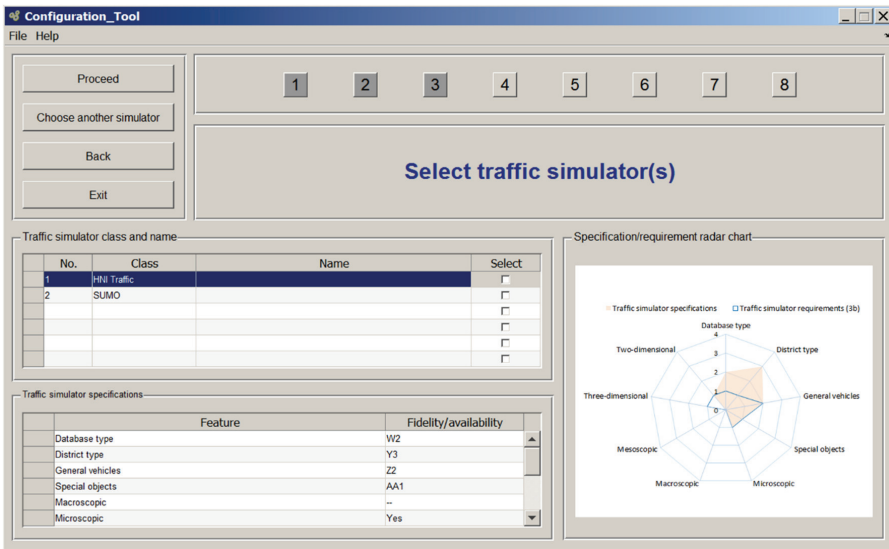 Configuration_Tool
File Help
Proceed
Choose another simulator
Back
Exit
1 2 3 4 5 6 7 8
Select traffic simulator(s)
Traffic simulator class and name
No. Class Name Select
1 HNI Traffic
2 SUMO
Traffic simulator specifications
Feature Fidelity/availability
Database type W2
District type Y3
General vehicles Z2
Special objects AA1
Macroscopic --
Microscopic Yes
Specification/requirement radar chart
Traffic simulator specifications Traffic simulator requirements (3b)
Database type
4
Two-dimensional 3 District type
2
Three-dimensional 1 General vehicles
0
Mesoscopic Special objects
Macroscopic Microscopic